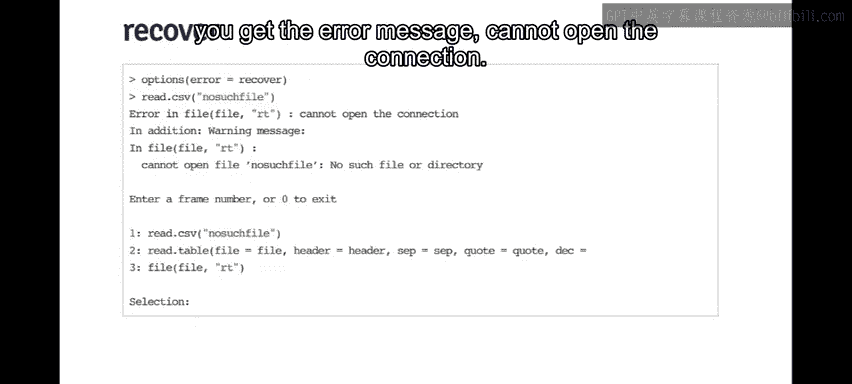 you get the error message, cannot open the
connection.
> options(error = recover)
> read.csv("nosuchfile")
Error in file(file, "rt") : cannot open the connection
In addition: Warning message:
In file(file, "rt") :
cannot open file 'nosuchfile': No such file or directory
Enter a frame number, or 0 to exit
1: read.csv("nosuchfile")
2: read.table(file = file, header = header, sep = sep, quote = quote, dec =
3: file(file, "rt")
Selection: